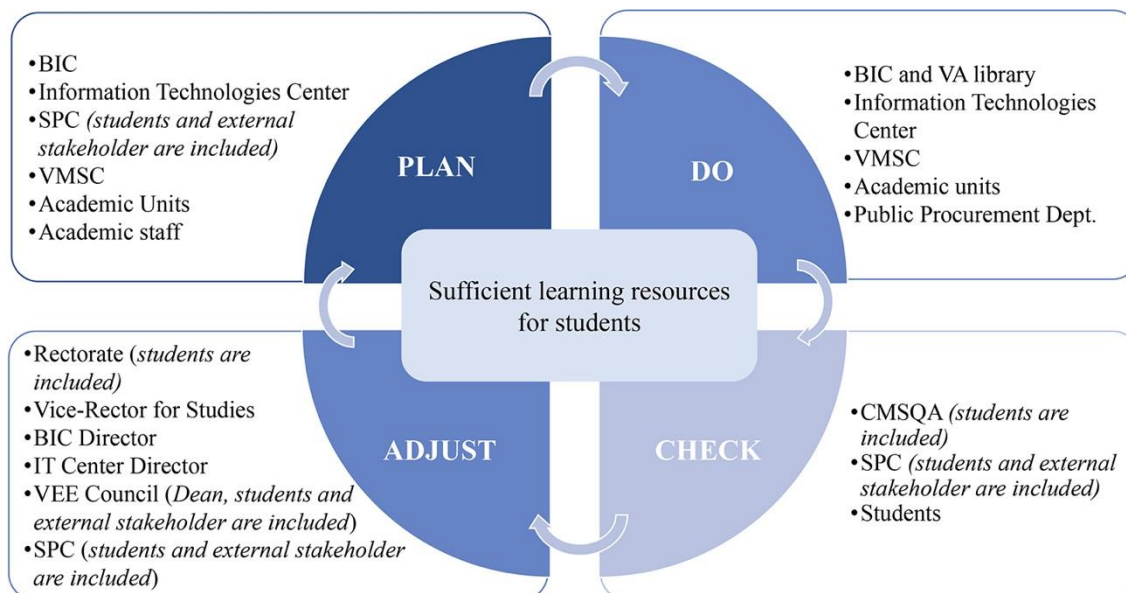 •BIC
•Information Technologies Center
•SPC (students and external
stakeholder are included)
•VMSC
•Academic Units
•Academic staff
PLAN
DO
•BIC and VA library
•Information Technologies
Center
•VMSC
•Academic units
•Public Procurement Dept.
Sufficient learning resources
for students
•Rectorate (students are
included)
•Vice-Rector for Studies
•BIC Director
•IT Center Director
•VEE Council (Dean, students and
external stakeholder are included)
•SPC (students and external stakeholder
are included)
ADJUST
CHECK
•CMSQA (students are
included)
•SPC (students and external
stakeholder are included)
•Students